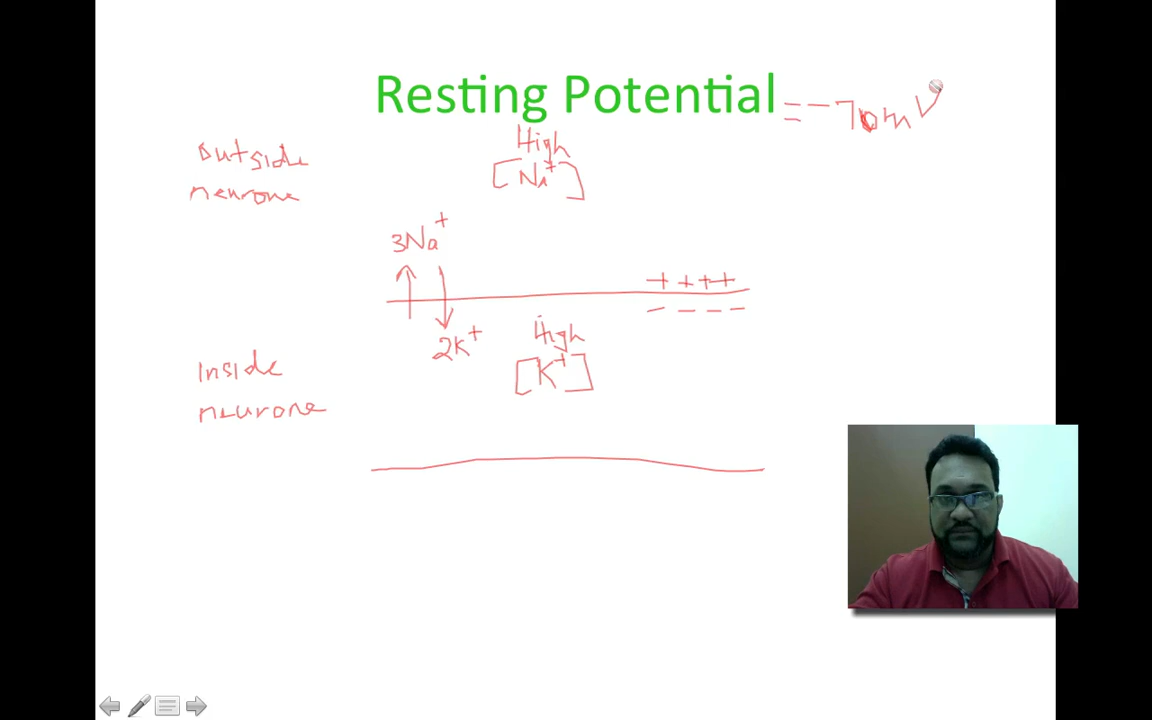 Resting Potential = -70mV
Outside
neurone
High
[Na+]
3Na+
+ + + +
- - - -
2K+
High
[K+]
Inside
neurone